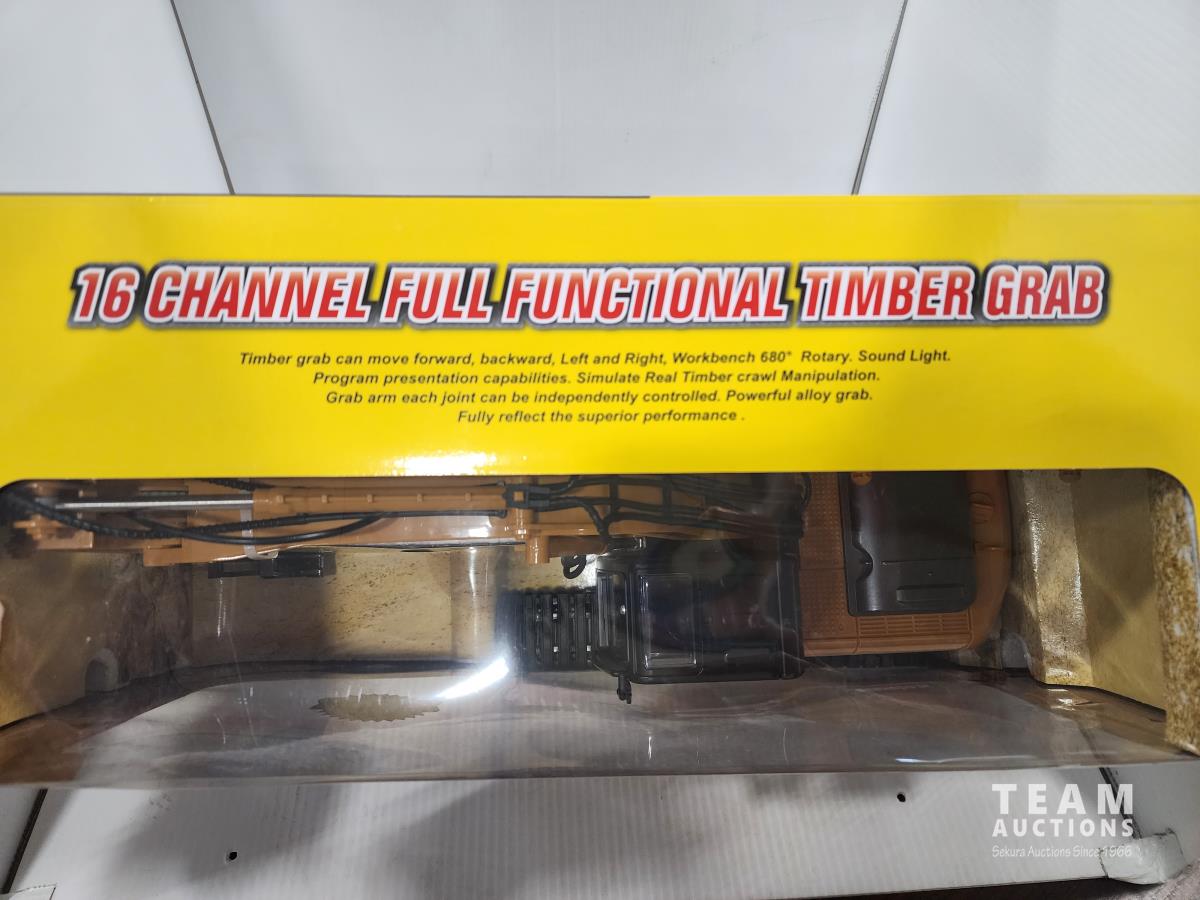 16 CHANNEL FULL FUNCTIONAL TIMBER GRAB
Timber grab can move forward, backward, Left and Right, Workbench 680° Rotary. Sound Light.
Program presentation capabilities. Simulate Real Timber crawl Manipulation.
Grab arm each joint can be independently controlled. Powerful alloy grab.
Fully reflect the superior performance .
TEAM
AUCTIONS
Sekura Auctions Since 1966